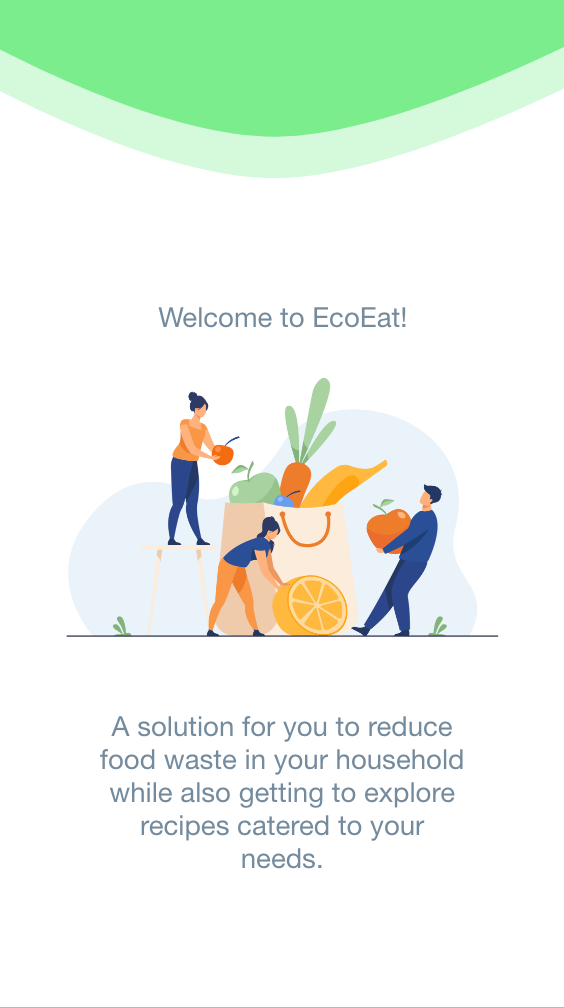 Welcome to EcoEat!
A solution for you to reduce
food waste in your household
while also getting to explore
recipes catered to your
needs.